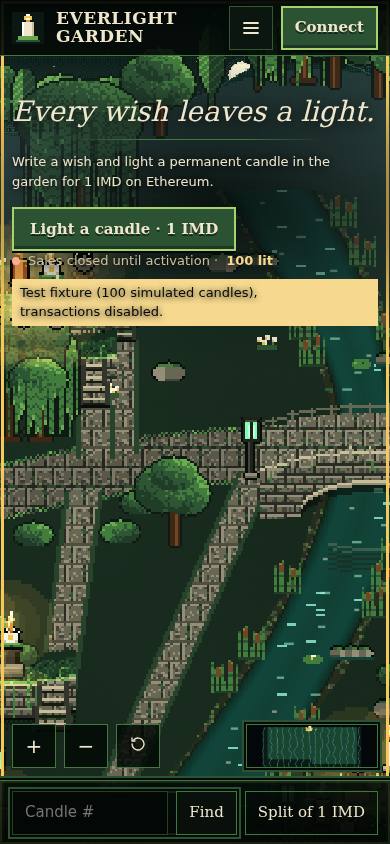 EVERLIGHT
GARDEN
Connect
Every wish leaves a light.
Write a wish and light a permanent candle in the
garden for 1 IMD on Ethereum.
Light a candle · 1 IMD
Sales closed until activation · 100 lit
Test fixture (100 simulated candles),
transactions disabled.
+ −
Candle # Find Split of 1 IMD